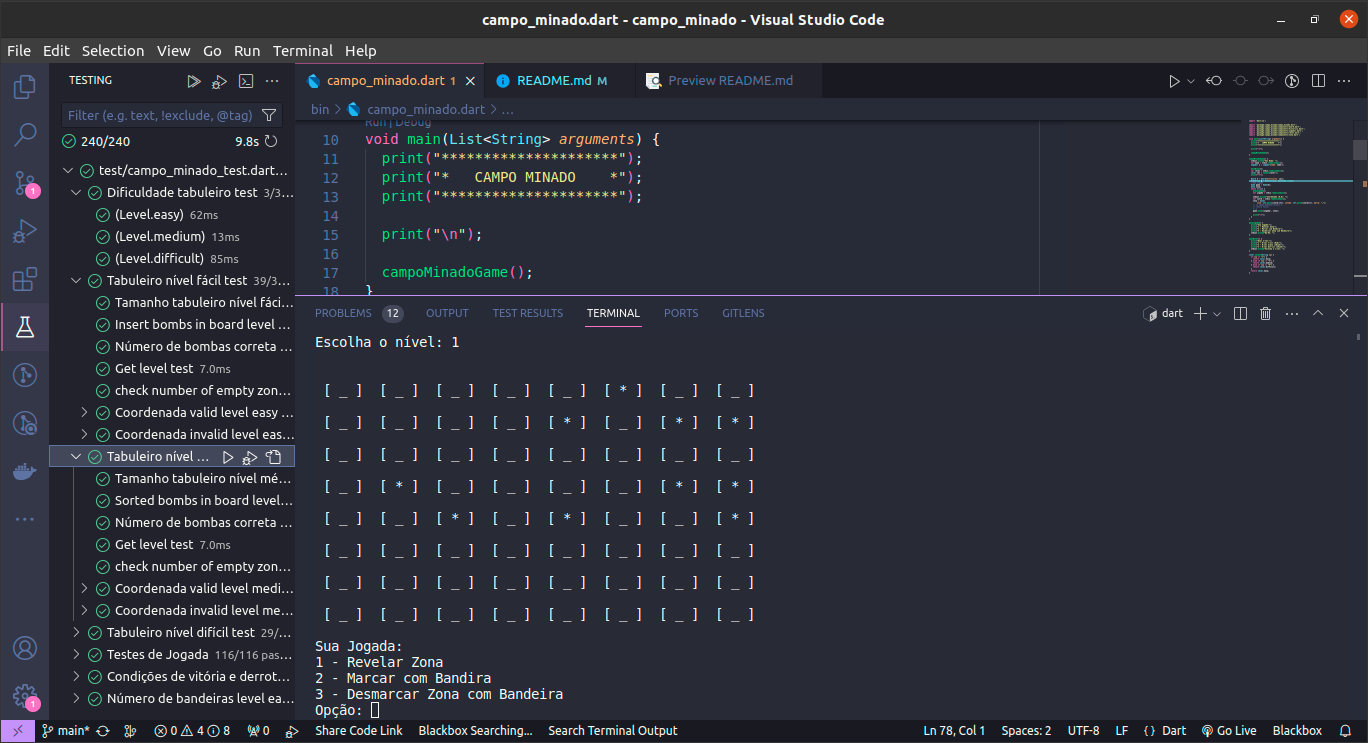 campo_minado.dart - campo_minado - Visual Studio Code
File Edit Selection View Go Run Terminal Help
TESTING
Filter (e.g. text, !exclude, @tag)
240/240 9.8s
test/campo_minado_test.dart...
Dificuldade tabuleiro test 3/3...
(Level.easy) 62ms
(Level.medium) 13ms
(Level.difficult) 85ms
Tabuleiro nível fácil test 39/3...
Tamanho tabuleiro nível fáci...
Insert bombs in board level ...
Número de bombas correta ...
Get level test 7.0ms
check number of empty zon...
Coordenada valid level easy ...
Coordenada invalid level eas...
Tabuleiro nível ...
Tamanho tabuleiro nível mé...
Sorted bombs in board level...
Número de bombas correta ...
Get level test 7.0ms
check number of empty zon...
Coordenada valid level medi...
Coordenada invalid level me...
Tabuleiro nível difícil test 29/...
Testes de Jogada 116/116 pas...
Condições de vitória e derrot...
Número de bandeiras level ea...
1
1
campo_minado.dart 1
README.md M
Preview README.md
bin > campo_minado.dart > ...
Run | Debug
10 void main(List<String> arguments) {
11 print("*********************");
12 print("*   CAMPO MINADO    *");
13 print("*********************");
14
15 print("\n");
16
17 campoMinadoGame();
18 }
PROBLEMS 12 OUTPUT TEST RESULTS TERMINAL PORTS GITLENS
dart
Escolha o nível: 1
[ _ ] [ _ ] [ _ ] [ _ ] [ _ ] [ * ] [ _ ] [ _ ]
[ _ ] [ _ ] [ _ ] [ _ ] [ * ] [ _ ] [ * ] [ * ]
[ _ ] [ _ ] [ _ ] [ _ ] [ _ ] [ _ ] [ _ ] [ _ ]
[ _ ] [ * ] [ _ ] [ _ ] [ _ ] [ _ ] [ * ] [ * ]
[ _ ] [ _ ] [ * ] [ _ ] [ * ] [ _ ] [ _ ] [ * ]
[ _ ] [ _ ] [ _ ] [ _ ] [ _ ] [ _ ] [ _ ] [ _ ]
[ _ ] [ _ ] [ _ ] [ _ ] [ _ ] [ _ ] [ _ ] [ _ ]
[ _ ] [ _ ] [ _ ] [ _ ] [ _ ] [ _ ] [ _ ] [ _ ]
Sua Jogada:
1 - Revelar Zona
2 - Marcar com Bandira
3 - Desmarcar Zona com Bandeira
Opção:
main* 0 4 8 0 Share Code Link Blackbox Searching... Search Terminal Output Ln 78, Col 1 Spaces: 2 UTF-8 LF { } Dart Go Live Blackbox